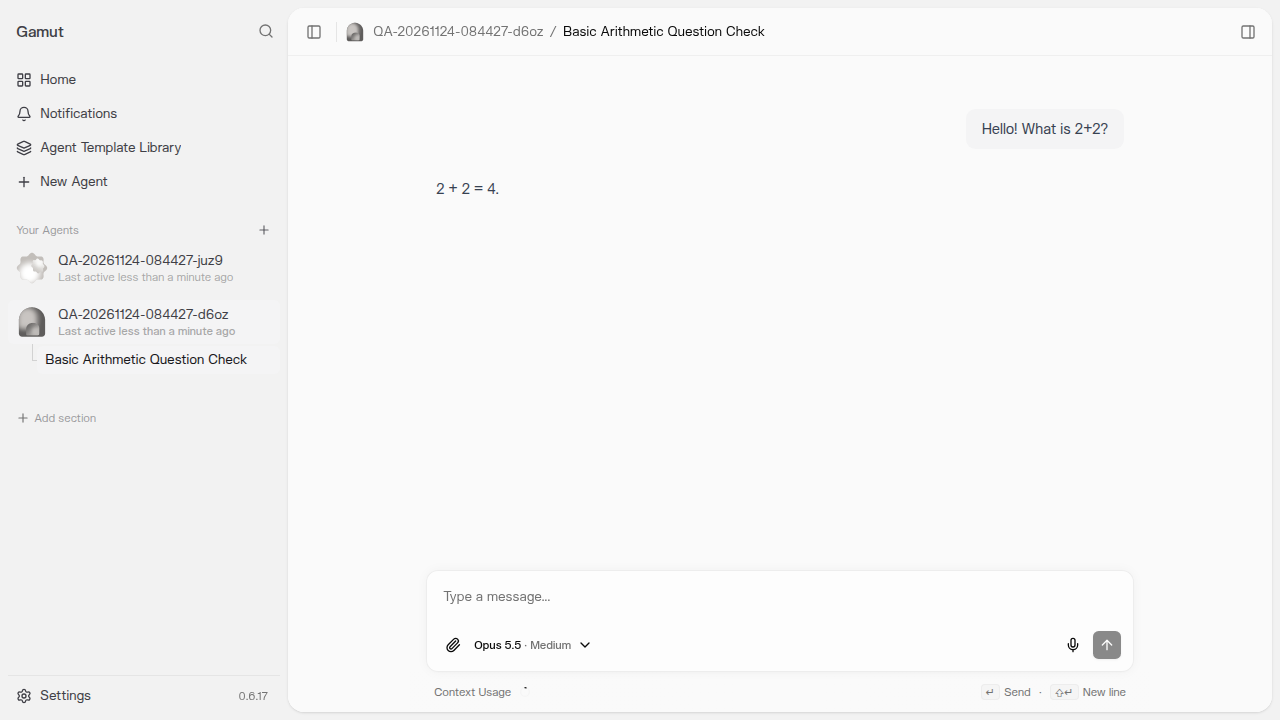 Gamut
Home
Notifications
Agent Template Library
New Agent
Your Agents
QA-20261124-084427-juz9
Last active less than a minute ago
QA-20261124-084427-d6oz
Last active less than a minute ago
Basic Arithmetic Question Check
Add section
Settings
0.6.17
QA-20261124-084427-d6oz / Basic Arithmetic Question Check
Hello! What is 2+2?
2 + 2 = 4.
Type a message...
Opus 5.5 · Medium
Context Usage
Send · New line